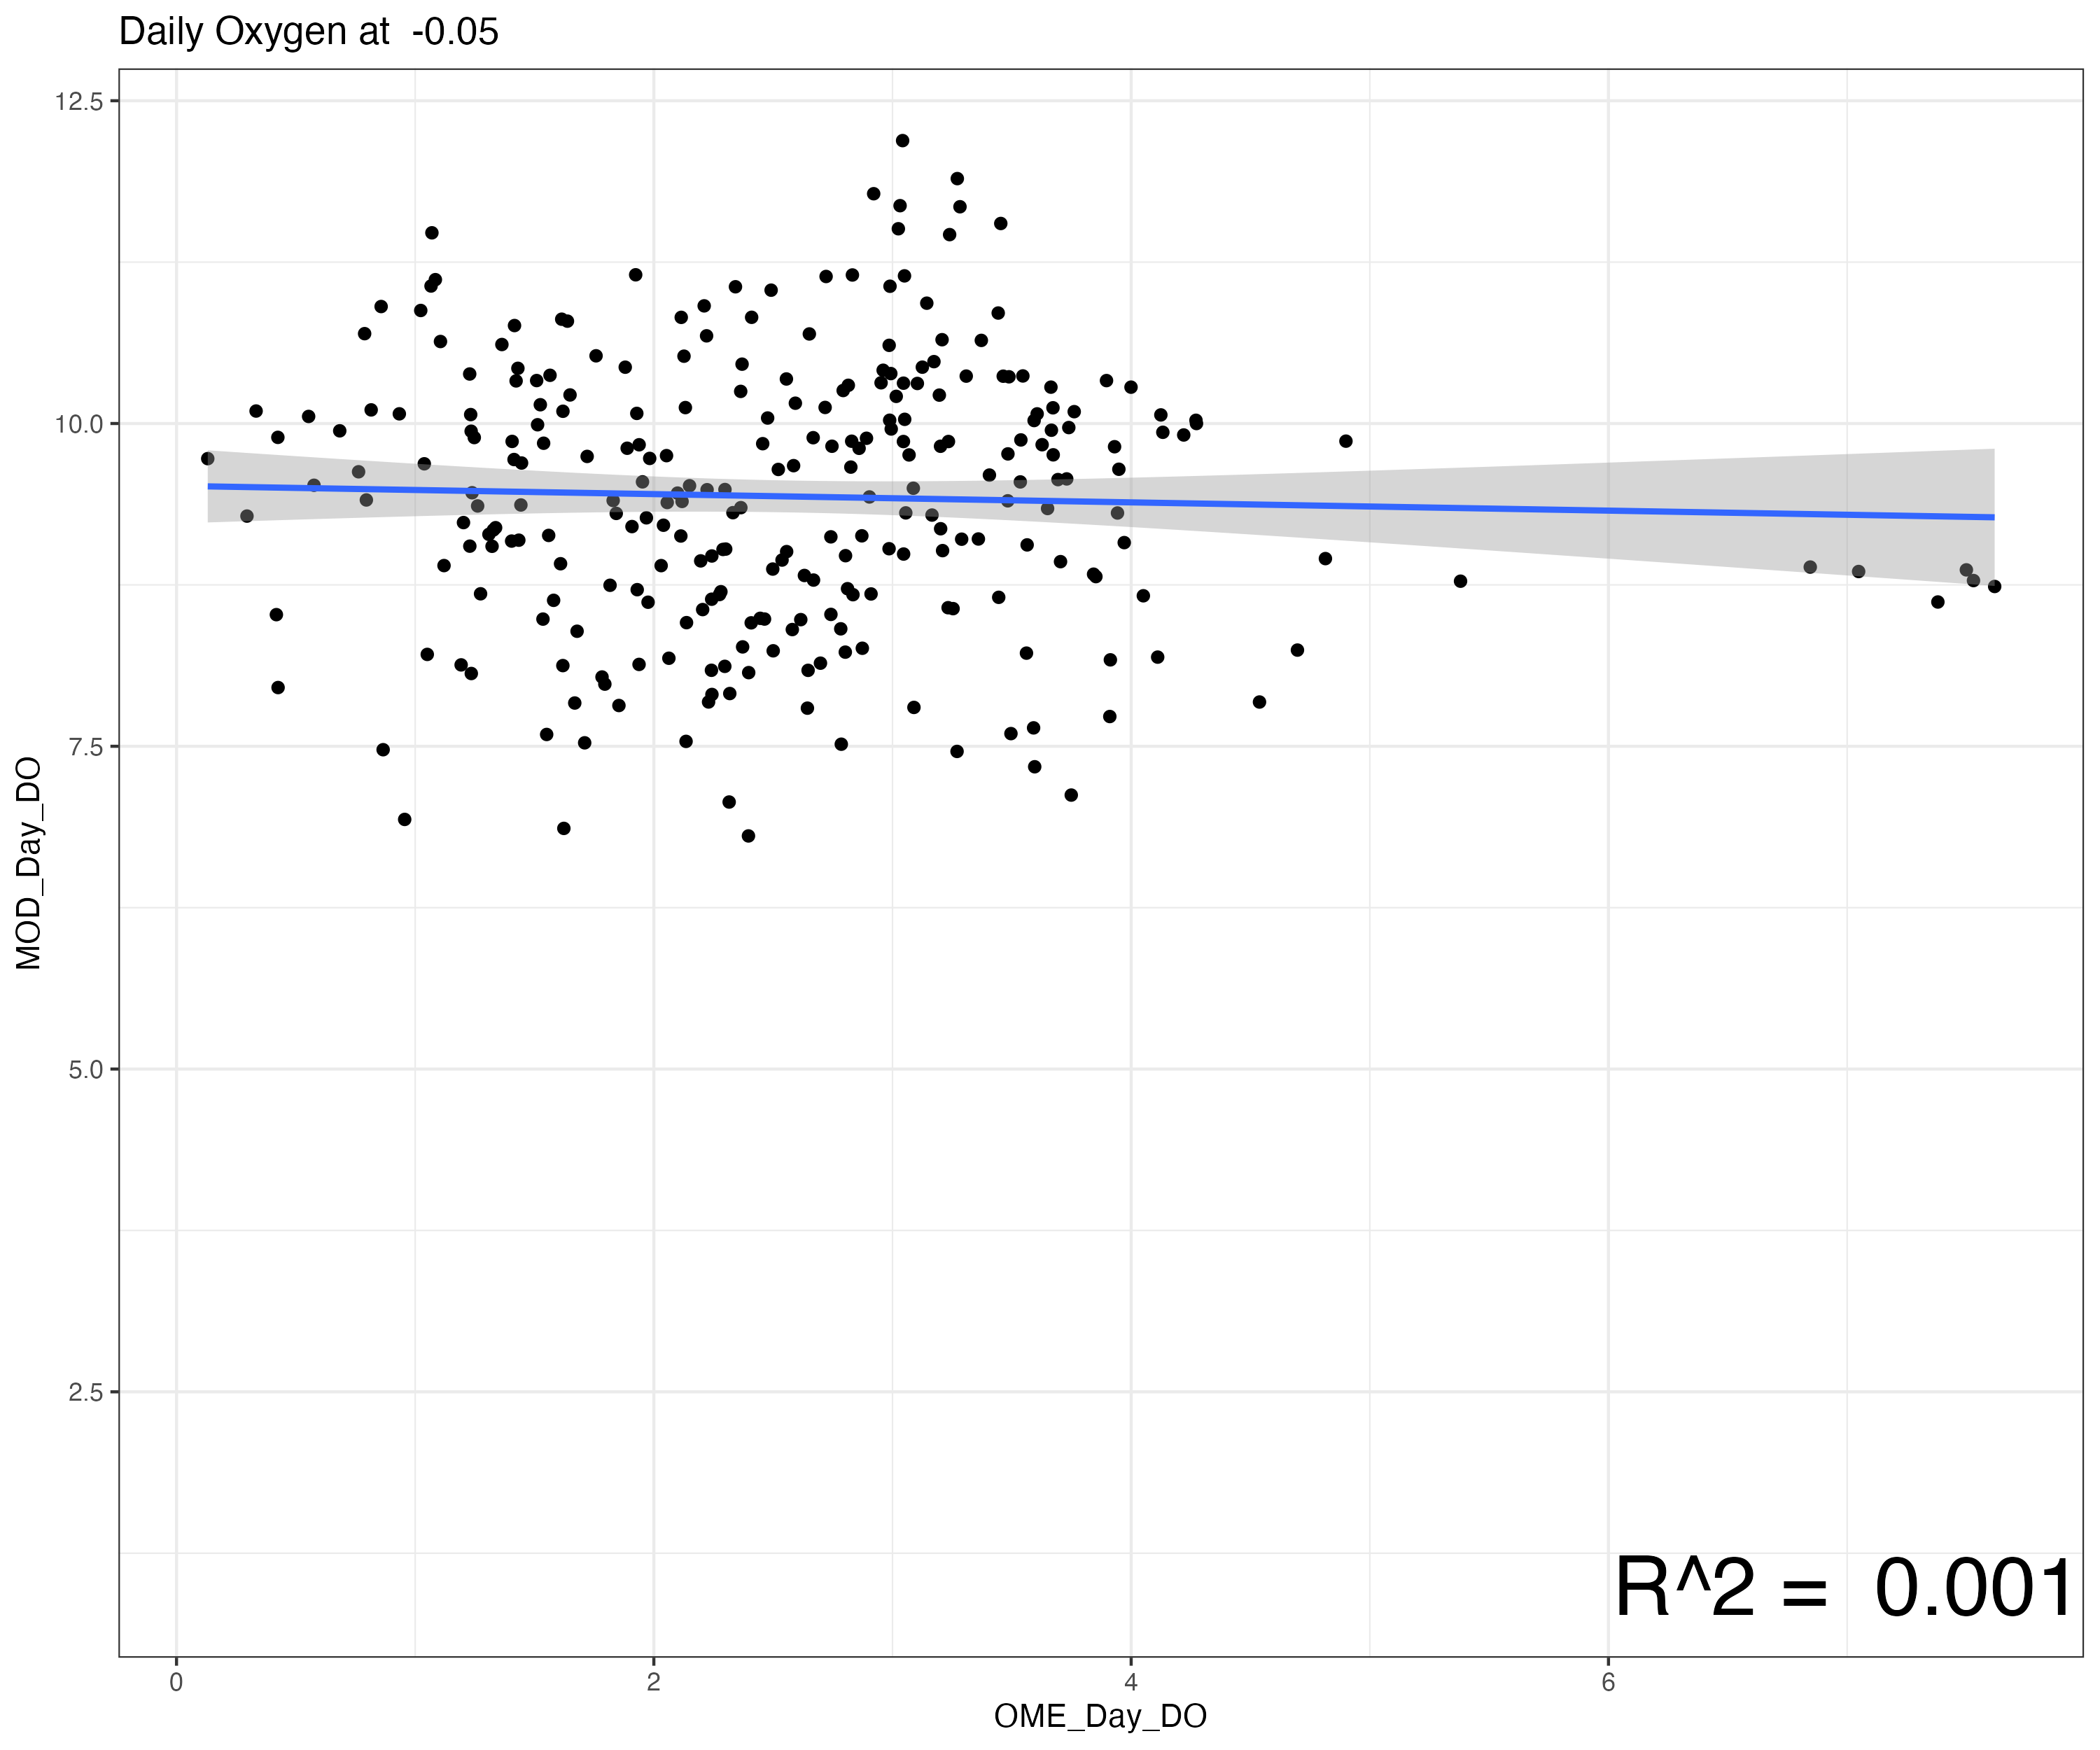 Daily Oxygen at  -0.05
12.5
10.0
7.5
5.0
2.5
MOD_Day_DO
R^2 =  0.001
0 2 4 6
OME_Day_DO